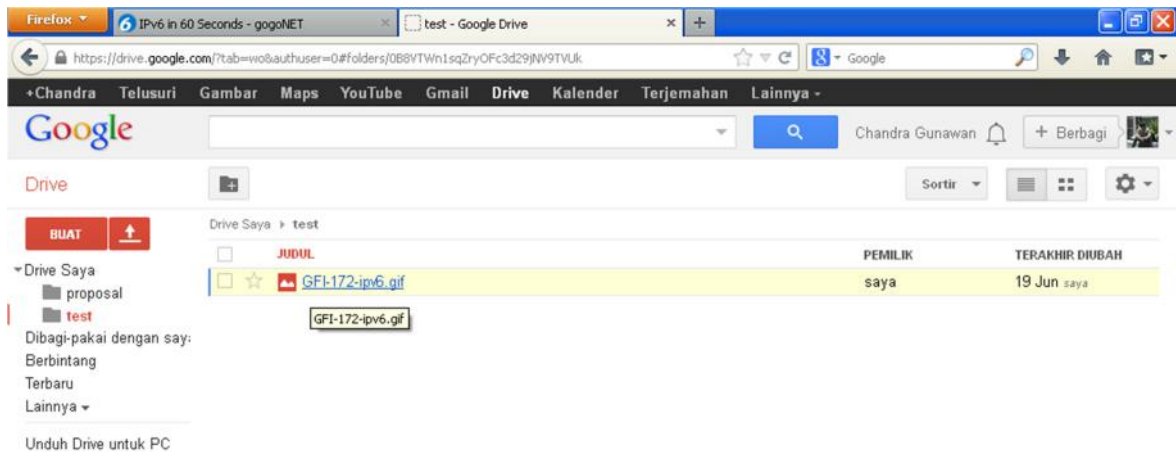 Firefox
IPv6 in 60 Seconds - gogoNET
test - Google Drive
https://drive.google.com/?tab=wo&authuser=0#folders/0B8VTWn1sqZryOFc3d29jNV9TVUk
Google
+Chandra Telusuri Gambar Maps YouTube Gmail Drive Kalender Terjemahan Lainnya
Google
Chandra Gunawan
+ Berbagi
Drive
Sortir
BUAT
Drive Saya
test
JUDUL
PEMILIK
TERAKHIR DIUBAH
GFI-172-ipv6.gif
saya
19 Jun saya
GFI-172-ipv6.gif
Drive Saya
proposal
test
Dibagi-pakai dengan say
Berbintang
Terbaru
Lainnya
Unduh Drive untuk PC